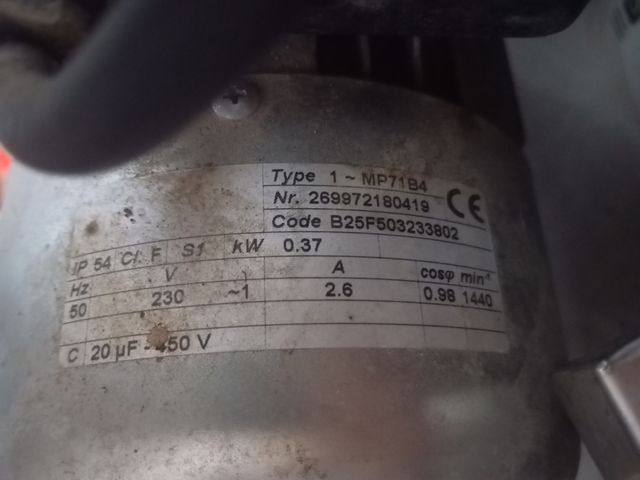 Type 1 ~ MP71B4
Nr. 269972180419 CE
Code B25F503233802
IP 54 Cl. F S1 kW 0.37
Hz V A cosφ min⁻¹
50 230 ~1 2.6 0.98 1440
C 20 µF - 50 V